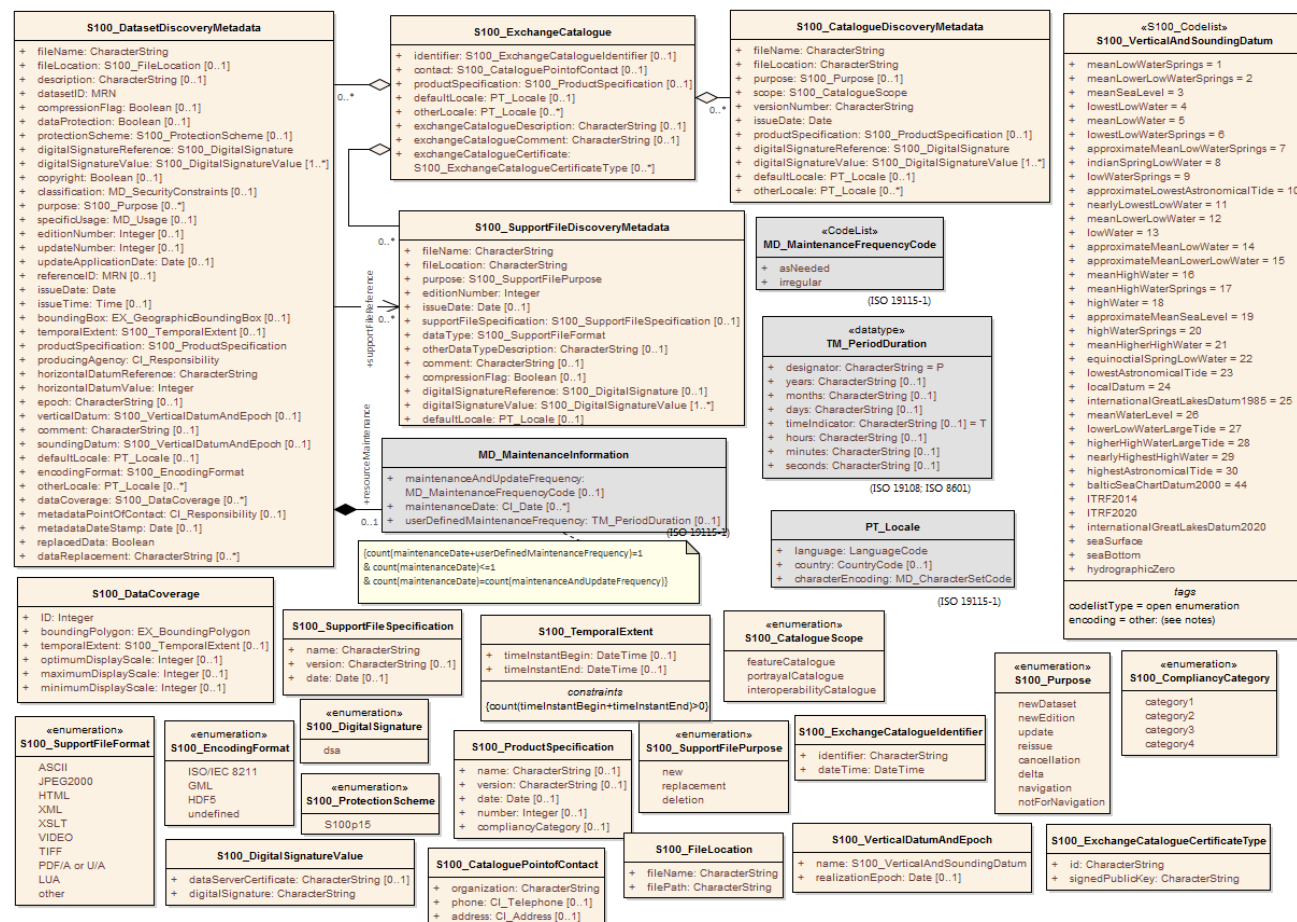 S100_DatasetDiscoveryMetadata
+ fileName: CharacterString
+ fileLocation: S100_FileLocation [0..1]
+ description: CharacterString [0..1]
+ datasetID: MRN
+ compressionFlag: Boolean [0..1]
+ dataProtection: Boolean [0..1]
+ protectionScheme: S100_ProtectionScheme [0..1]
+ digitalSignatureReference: S100_DigitalSignature
+ digitalSignatureValue: S100_DigitalSignatureValue [1..*]
+ copyright: Boolean [0..1]
+ classification: MD_SecurityConstraints [0..1]
+ purpose: S100_Purpose [0..*]
+ specificUsage: MD_Usage [0..1]
+ editionNumber: Integer [0..1]
+ updateNumber: Integer [0..1]
+ updateApplicationDate: Date [0..1]
+ referenceID: MRN [0..1]
+ issueDate: Date
+ issueTime: Time [0..1]
+ boundingBox: EX_GeographicBoundingBox [0..1]
+ temporalExtent: S100_TemporalExtent [0..1]
+ productSpecification: S100_ProductSpecification
+ producingAgency: CI_Responsibility
+ horizontalDatumReference: CharacterString
+ horizontalDatumValue: Integer
+ epoch: CharacterString [0..1]
+ verticalDatum: S100_VerticalDatumAndEpoch [0..1]
+ comment: CharacterString [0..1]
+ soundingDatum: S100_VerticalDatumAndEpoch [0..1]
+ defaultLocale: PT_Locale [0..1]
+ encodingFormat: S100_EncodingFormat
+ otherLocale: PT_Locale [0..*]
+ dataCoverage: S100_DataCoverage [0..*]
+ metadataPointOfContact: CI_Responsibility [0..1]
+ metadataDateStamp: Date [0..1]
+ replacedData: Boolean
+ dataReplacement: CharacterString [0..*]
0..*
S100_ExchangeCatalogue
+ identifier: S100_ExchangeCatalogueIdentifier [0..1]
+ contact: S100_CataloguePointofContact [0..1]
+ productSpecification: S100_ProductSpecification [0..1]
+ defaultLocale: PT_Locale [0..1]
+ otherLocale: PT_Locale [0..*]
+ exchangeCatalogueDescription: CharacterString [0..1]
+ exchangeCatalogueComment: CharacterString [0..1]
+ exchangeCatalogueCertificate:
S100_ExchangeCatalogueCertificateType [0..*]
0..*
S100_CatalogueDiscoveryMetadata
+ fileName: CharacterString
+ fileLocation: CharacterString
+ purpose: S100_Purpose [0..1]
+ scope: S100_CatalogueScope
+ versionNumber: CharacterString
+ issueDate: Date
+ productSpecification: S100_ProductSpecification [0..1]
+ digitalSignatureReference: S100_DigitalSignature
+ digitalSignatureValue: S100_DigitalSignatureValue [1..*]
+ defaultLocale: PT_Locale [0..1]
+ otherLocale: PT_Locale [0..*]
«S100_Codelist»
S100_VerticalAndSoundingDatum
+ meanLowWaterSprings = 1
+ meanLowerLowWaterSprings = 2
+ meanSeaLevel = 3
+ lowestLowWater = 4
+ meanLowWater = 5
+ lowestLowWaterSprings = 6
+ approximateMeanLowWaterSprings = 7
+ indianSpringLowWater = 8
+ lowWaterSprings = 9
+ approximateLowestAstronomicalTide = 10
+ nearlyLowestLowWater = 11
+ meanLowerLowWater = 12
+ lowWater = 13
+ approximateMeanLowWater = 14
+ approximateMeanLowerLowWater = 15
+ meanHighWater = 16
+ meanHighWaterSprings = 17
+ highWater = 18
+ approximateMeanSeaLevel = 19
+ highWaterSprings = 20
+ meanHigherHighWater = 21
+ equinoctialSpringLowWater = 22
+ lowestAstronomicalTide = 23
+ localDatum = 24
+ internationalGreatLakesDatum1985 = 25
+ meanWaterLevel = 26
+ lowerLowWaterLargeTide = 27
+ higherHighWaterLargeTide = 28
+ nearlyHighestHighWater = 29
+ highestAstronomicalTide = 30
+ balticSeaChartDatum2000 = 44
+ ITRF2014
+ ITRF2020
+ internationalGreatLakesDatum2020
+ seaSurface
+ seaBottom
+ hydrographicZero
tags
codelistType = open enumeration
encoding = other: (see notes)
0..*
+supportFileReference
0..*
S100_SupportFileDiscoveryMetadata
+ fileName: CharacterString
+ fileLocation: CharacterString
+ purpose: S100_SupportFilePurpose
+ editionNumber: Integer
+ issueDate: Date [0..1]
+ supportFileSpecification: S100_SupportFileSpecification [0..1]
+ dataType: S100_SupportFileFormat
+ otherDataTypeDescription: CharacterString [0..1]
+ comment: CharacterString [0..1]
+ compressionFlag: Boolean [0..1]
+ digitalSignatureReference: S100_DigitalSignature [0..1]
+ digitalSignatureValue: S100_DigitalSignatureValue [1..*]
+ defaultLocale: PT_Locale [0..1]
«CodeList»
MD_MaintenanceFrequencyCode
+ asNeeded
+ irregular
(ISO 19115-1)
«datatype»
TM_PeriodDuration
+ designator: CharacterString = P
+ years: CharacterString [0..1]
+ months: CharacterString [0..1]
+ days: CharacterString [0..1]
+ timeIndicator: CharacterString [0..1] = T
+ hours: CharacterString [0..1]
+ minutes: CharacterString [0..1]
+ seconds: CharacterString [0..1]
(ISO 19108; ISO 8601)
+resourceMaintenance
0..1
MD_MaintenanceInformation
+ maintenanceAndUpdateFrequency:
MD_MaintenanceFrequencyCode [0..1]
+ maintenanceDate: CI_Date [0..*]
+ userDefinedMaintenanceFrequency: TM_PeriodDuration [0..1]
(ISO 19115-1)
{count(maintenanceDate+userDefinedMaintenanceFrequency)=1
& count(maintenanceDate)<=1
& count(maintenanceDate)=count(maintenanceAndUpdateFrequency)}
PT_Locale
+ language: LanguageCode
+ country: CountryCode [0..1]
+ characterEncoding: MD_CharacterSetCode
(ISO 19115-1)
S100_DataCoverage
+ ID: Integer
+ boundingPolygon: EX_BoundingPolygon
+ temporalExtent: S100_TemporalExtent [0..1]
+ optimumDisplayScale: Integer [0..1]
+ maximumDisplayScale: Integer [0..1]
+ minimumDisplayScale: Integer [0..1]
S100_SupportFileSpecification
+ name: CharacterString
+ version: CharacterString [0..1]
+ date: Date [0..1]
S100_TemporalExtent
+ timeInstantBegin: DateTime [0..1]
+ timeInstantEnd: DateTime [0..1]
constraints
{count(timeInstantBegin+timeInstantEnd)>0}
«enumeration»
S100_CatalogueScope
featureCatalogue
portrayalCatalogue
interoperabilityCatalogue
«enumeration»
S100_Purpose
newDataset
newEdition
update
reissue
cancellation
delta
navigation
notForNavigation
«enumeration»
S100_CompliancyCategory
category1
category2
category3
category4
«enumeration»
S100_SupportFileFormat
ASCII
JPEG2000
HTML
XML
XSLT
VIDEO
TIFF
PDF/A or U/A
LUA
other
«enumeration»
S100_EncodingFormat
ISO/IEC 8211
GML
HDF5
undefined
«enumeration»
S100_DigitalSignature
dsa
«enumeration»
S100_ProtectionScheme
S100p15
S100_ProductSpecification
+ name: CharacterString [0..1]
+ version: CharacterString [0..1]
+ date: Date [0..1]
+ number: Integer [0..1]
+ compliancyCategory [0..1]
«enumeration»
S100_SupportFilePurpose
new
replacement
deletion
S100_ExchangeCatalogueIdentifier
+ identifier: CharacterString
+ dateTime: DateTime
S100_DigitalSignatureValue
+ dataServerCertificate: CharacterString [0..1]
+ digitalSignature: CharacterString
S100_CataloguePointofContact
+ organization: CharacterString
+ phone: CI_Telephone [0..1]
+ address: CI_Address [0..1]
S100_FileLocation
+ fileName: CharacterString
+ filePath: CharacterString
S100_VerticalDatumAndEpoch
+ name: S100_VerticalAndSoundingDatum
+ realizationEpoch: Date [0..1]
S100_ExchangeCatalogueCertificateType
+ id: CharacterString
+ signedPublicKey: CharacterString